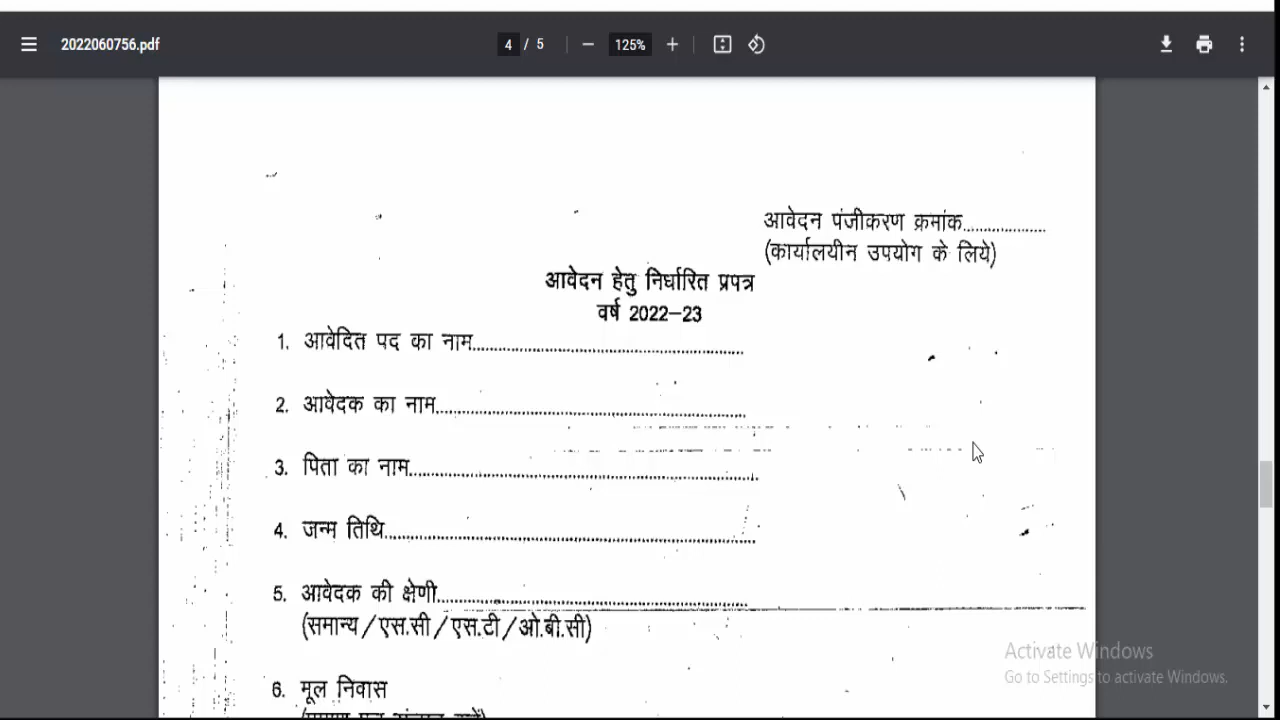 2022060756.pdf
4 / 5
125%
आवेदन पंजीकरण क्रमांक....................
(कार्यालयीन उपयोग के लिये)
आवेदन हेतु निर्धारित प्रपत्र
वर्ष 2022–23
1. आवेदित पद का नाम....................
2. आवेदक का नाम....................
3. पिता का नाम....................
4. जन्म तिथि....................
5. आवेदक की क्षेणी....................
(समान्य/एस.सी/एस.टी/ओ.बी.सी)
6. मूल निवास
Activate Windows
Go to Settings to activate Windows.